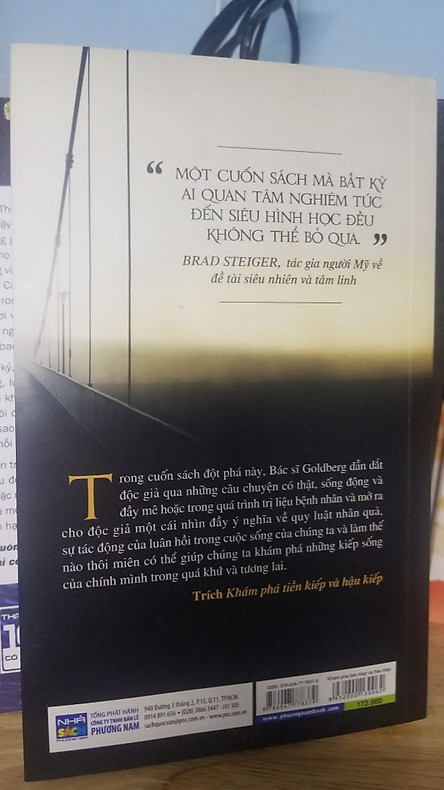 “ MỘT CUỐN SÁCH MÀ BẤT KỲ
AI QUAN TÂM NGHIÊM TÚC
ĐẾN SIÊU HÌNH HỌC ĐỀU
KHÔNG THỂ BỎ QUA. ”
BRAD STEIGER, tác gia người Mỹ về
đề tài siêu nhiên và tâm linh
Trong cuốn sách đột phá này, Bác sĩ Goldberg dẫn dắt
độc giả qua những câu chuyện có thật, sống động và
đầy mê hoặc trong quá trình trị liệu bệnh nhân và mở ra
cho độc giả một cái nhìn đầy ý nghĩa về quy luật nhân quả,
sự tác động của luân hồi trong cuộc sống của chúng ta và làm thế
nào thôi miên có thể giúp chúng ta khám phá những kiếp sống
của chính mình trong quá khứ và tương lai.
Trích Khám phá tiền kiếp và hậu kiếp
NHÀ
SÁCH
PHƯƠNG NAM
TỔNG PHÁT HÀNH
CÔNG TY TNHH BÁN LẺ
PHƯƠNG NAM
940 Đường 3 tháng 2, P.15, Q.11, TP.HCM
0914 891 656 • (028) 3866 3447 - 101.305
sachquocvan@pnc.com.vn - www.pnc.com.vn
Khám phá tiền kiếp và hậu kiếp
www.phuongnambook.com
172.000